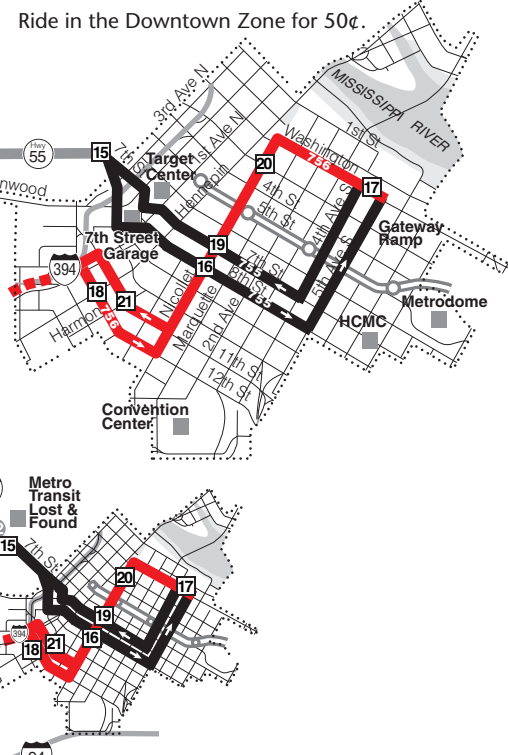 Ride in the Downtown Zone for 50¢.
MISSISSIPPI RIVER
3rd Ave N
1st St
Hwy
55
15
7th St
1st Ave N
Washington
756
Target
Center
20
nwood
Hennepin
4th St
17
5th St
4th Ave S
Gateway
Ramp
7th Street
Garage
19
5th Ave S
394
16
7th St
755
8th St
755
18
21
Nicollet
Metrodome
756
Marquette
HCMC
Harmon
2nd Ave
11th St
12th St
Convention
Center
Metro
Transit
Lost &
Found
15
7th St
20
17
19
394
16
21
18
94